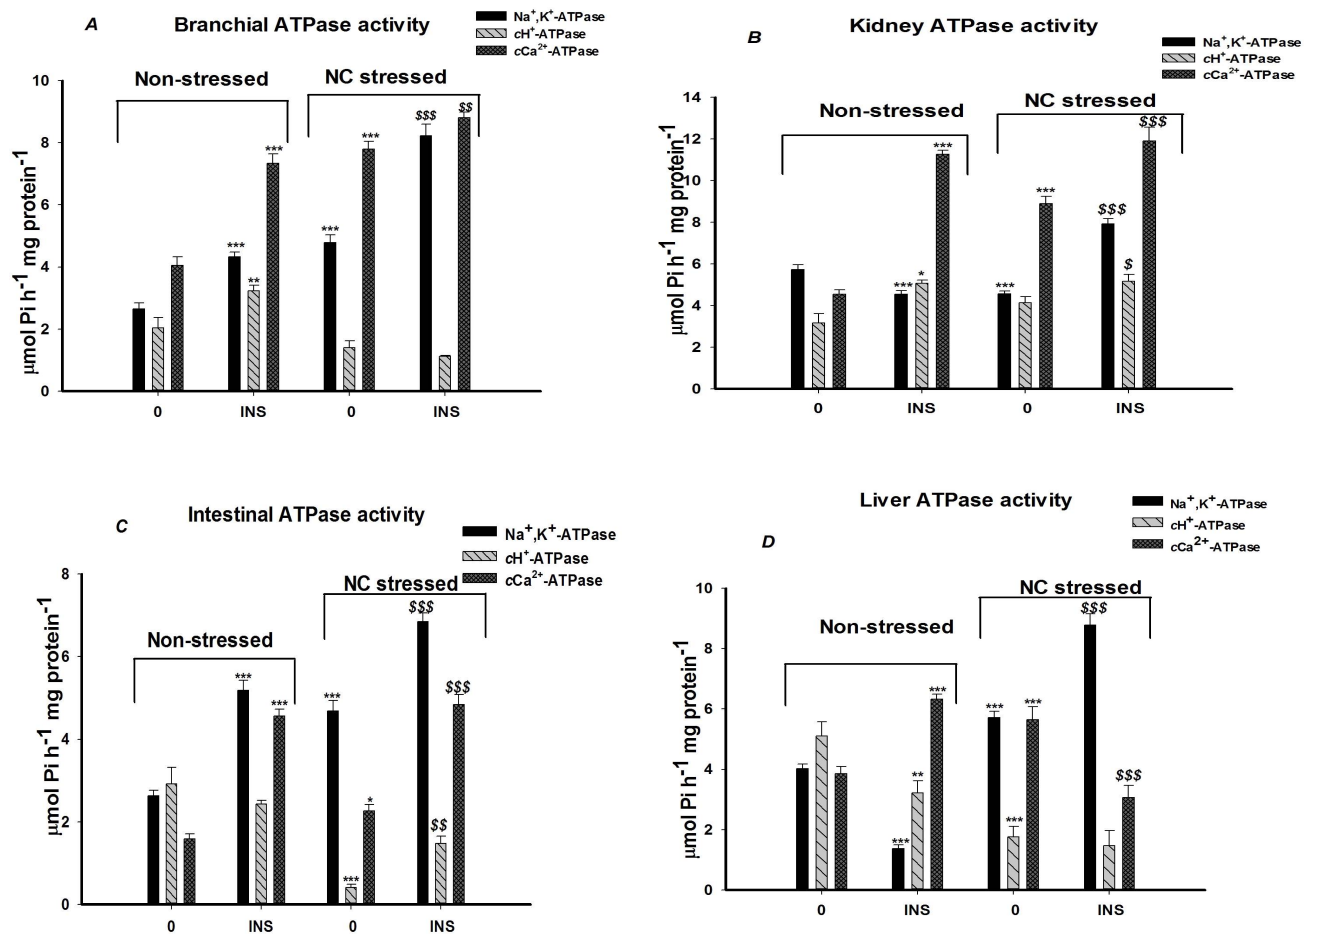 A
Branchial ATPase activity
Na⁺,K⁺-ATPase
cH⁺-ATPase
cCa²⁺-ATPase
Non-stressed
NC stressed
μmol Pi h⁻¹ mg protein⁻¹
10
8
6
4
2
0
***
**
***
***
***
$$$
$$
0
INS
0
INS
B
Kidney ATPase activity
Na⁺,K⁺-ATPase
cH⁺-ATPase
cCa²⁺-ATPase
Non-stressed
NC stressed
μmol Pi h⁻¹ mg protein⁻¹
14
12
10
8
6
4
2
0
***
*
***
***
***
$$$
$
$$$
0
INS
0
INS
C
Intestinal ATPase activity
Na⁺,K⁺-ATPase
cH⁺-ATPase
cCa²⁺-ATPase
Non-stressed
NC stressed
μmol Pi h⁻¹ mg protein⁻¹
8
6
4
2
0
***
***
***
***
*
$$$
$$
$$$
0
INS
0
INS
D
Liver ATPase activity
Na⁺,K⁺-ATPase
cH⁺-ATPase
cCa²⁺-ATPase
Non-stressed
NC stressed
μmol Pi h⁻¹ mg protein⁻¹
10
8
6
4
2
0
***
**
***
***
***
***
$$$
$$$
0
INS
0
INS